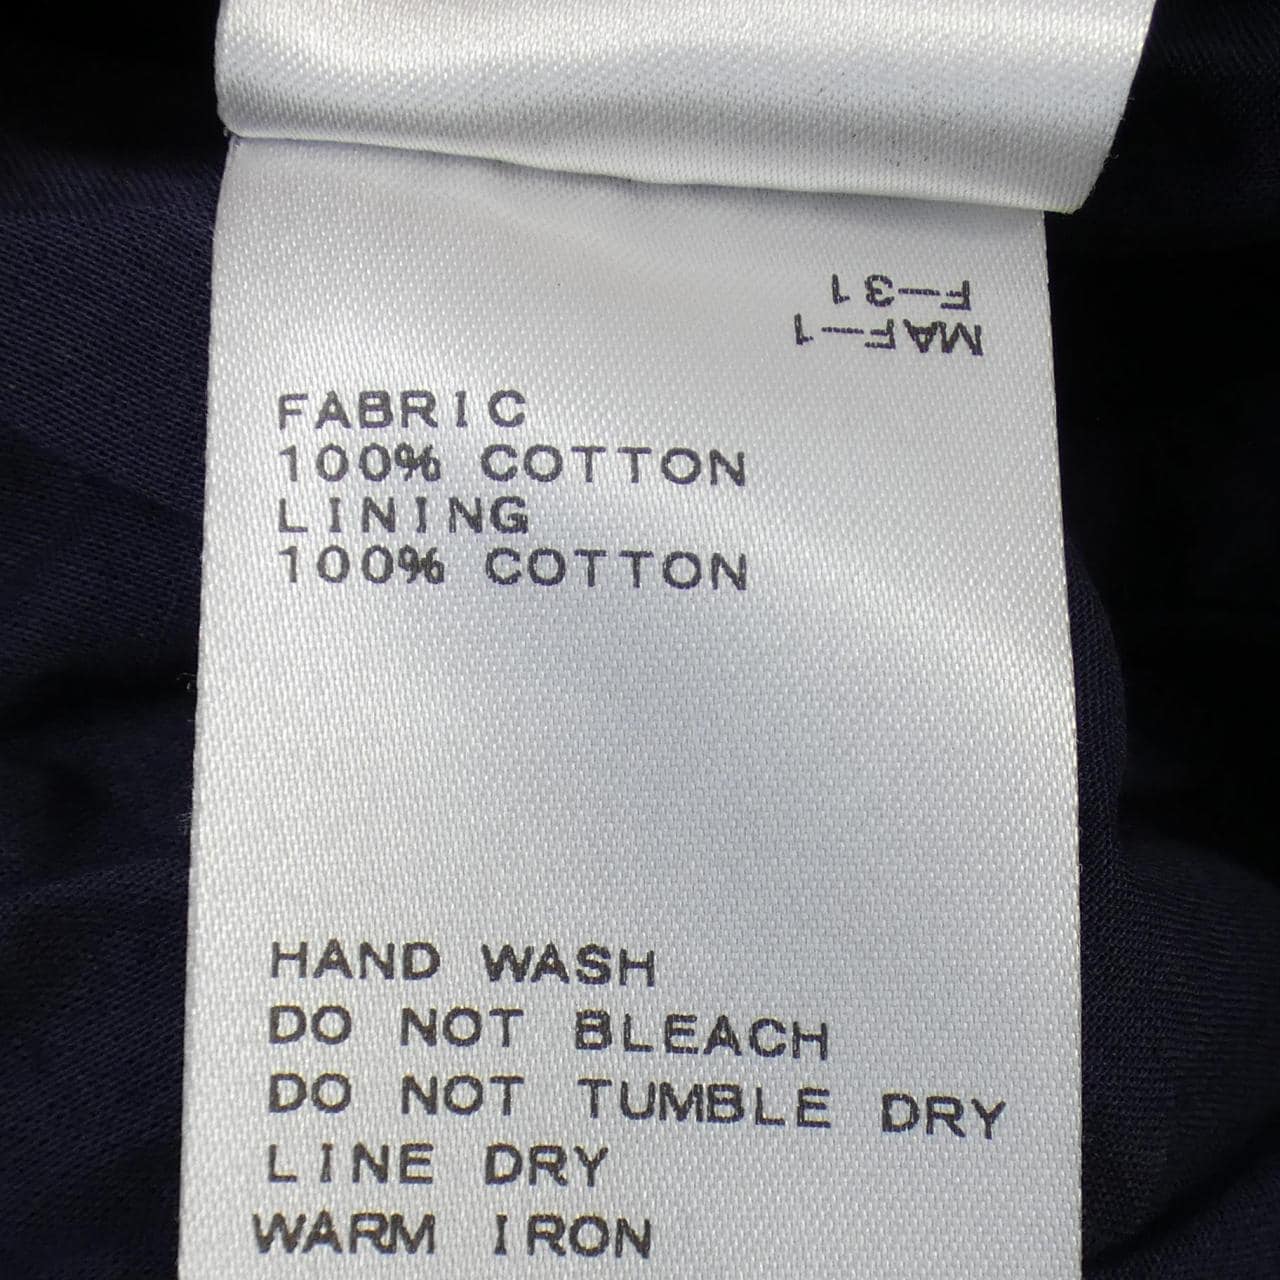 MAF-1
F-31
FABRIC
100% COTTON
LINING
100% COTTON
HAND WASH
DO NOT BLEACH
DO NOT TUMBLE DRY
LINE DRY
WARM IRON